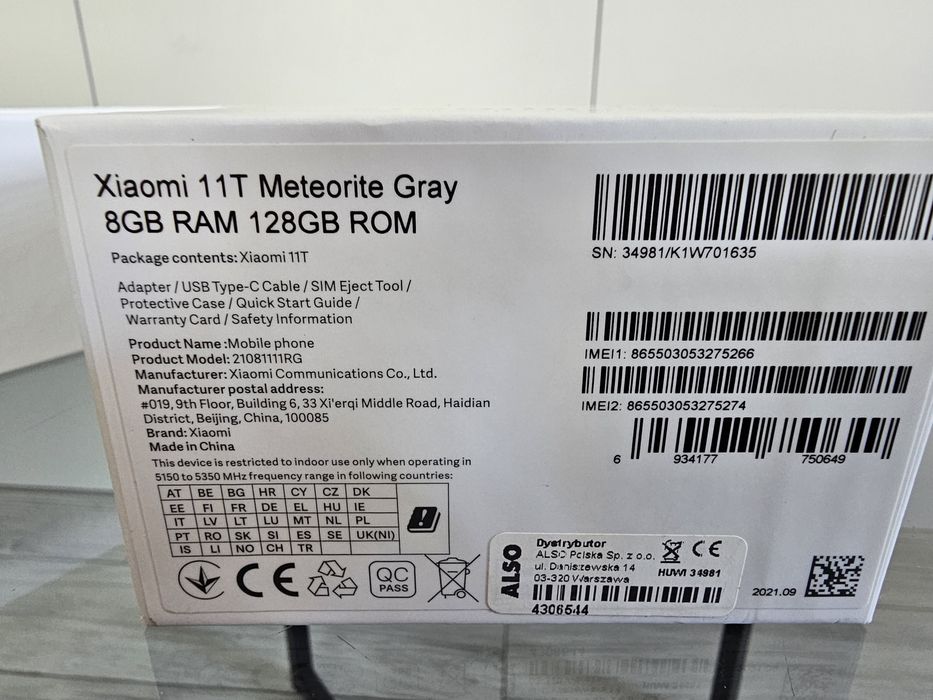 Xiaomi 11T Meteorite Gray
8GB RAM 128GB ROM
Package contents: Xiaomi 11T
Adapter / USB Type-C Cable / SIM Eject Tool /
Protective Case / Quick Start Guide /
Warranty Card / Safety Information
Product Name : Mobile phone
Product Model: 21081111RG
Manufacturer: Xiaomi Communications Co., Ltd.
Manufacturer postal address:
#019, 9th Floor, Building 6, 33 Xi'erqi Middle Road, Haidian
District, Beijing, China, 100085
Brand: Xiaomi
Made in China
This device is restricted to indoor use only when operating in
5150 to 5350 MHz frequency range in following countries:
AT BE BG HR CY CZ DK
EE FI FR DE EL HU IE
IT LV LT LU MT NL PL
PT RO SK SI ES SE UK(NI)
IS LI NO CH TR
CE
QC
PASS
SN: 34981/K1W701635
IMEI1: 865503053275266
IMEI2: 865503053275274
6 934177 750649
ALSO
Dystrybutor
ALSO Polska Sp. z o.o.
ul. Daniszewska 14
03-320 Warszawa
CE
HUWI 34981
4306544
2021.09